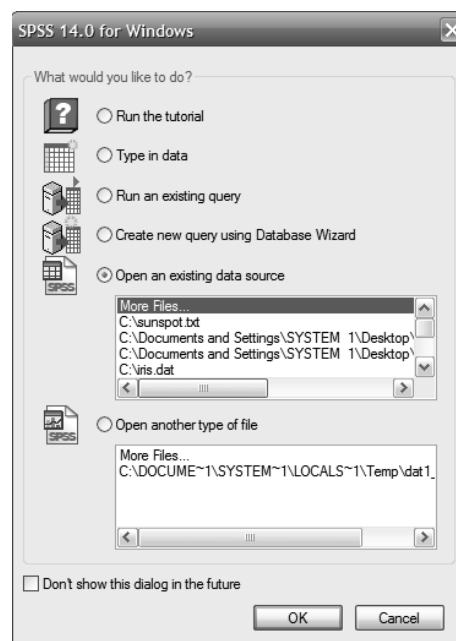 SPSS 14.0 for Windows
What would you like to do?
Run the tutorial
Type in data
Run an existing query
Create new query using Database Wizard
SPSS
Open an existing data source
More Files...
C:\sunspot.txt
C:\Documents and Settings\SYSTEM 1\Desktop\
C:\Documents and Settings\SYSTEM 1\Desktop\
C:\iris.dat
SPSS
Open another type of file
More Files...
C:\DOCUME~1\SYSTEM~1\LOCALS~1\Temp\dat1_
Don't show this dialog in the future
OK
Cancel